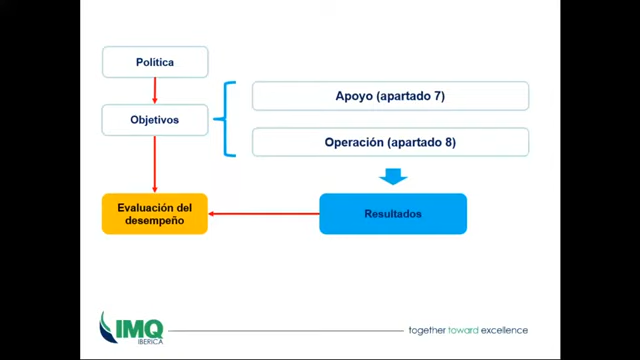 Política
Apoyo (apartado 7)
Objetivos
Operación (apartado 8)
Evaluación del
desempeño
Resultados
IMQ
IBERICA
together toward excellence